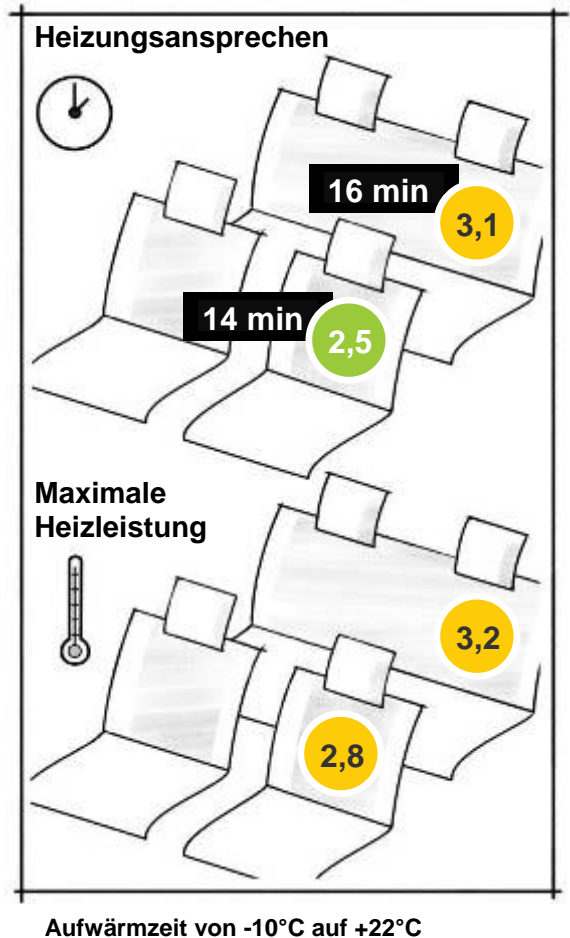 Heizungsansprechen
16 min
3,1
14 min
2,5
Maximale
Heizleistung
3,2
2,8
Aufwärmzeit von -10°C auf +22°C